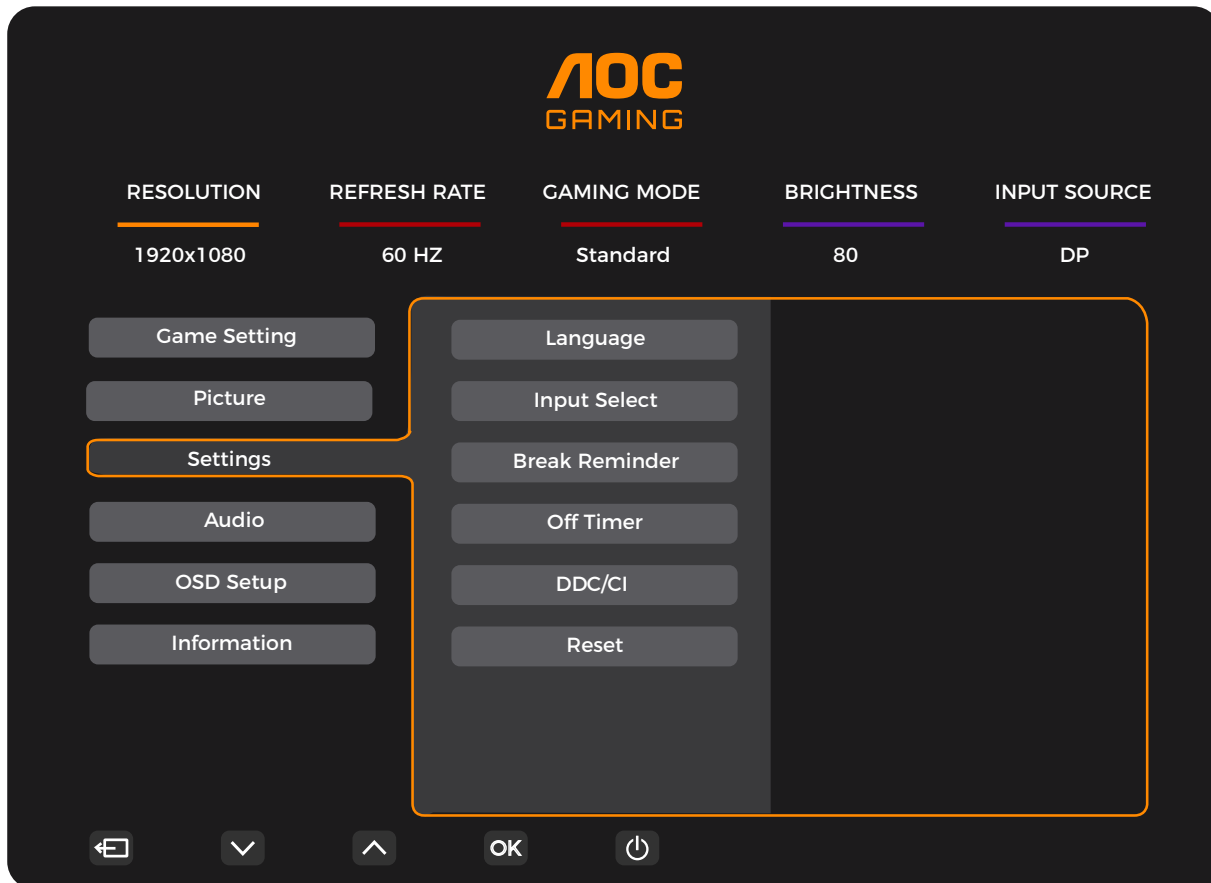 AOC
GAMING
RESOLUTION REFRESH RATE GAMING MODE BRIGHTNESS INPUT SOURCE
1920x1080 60 HZ Standard 80 DP
Game Setting Language
Picture Input Select
Settings Break Reminder
Audio Off Timer
OSD Setup DDC/CI
Information Reset
OK